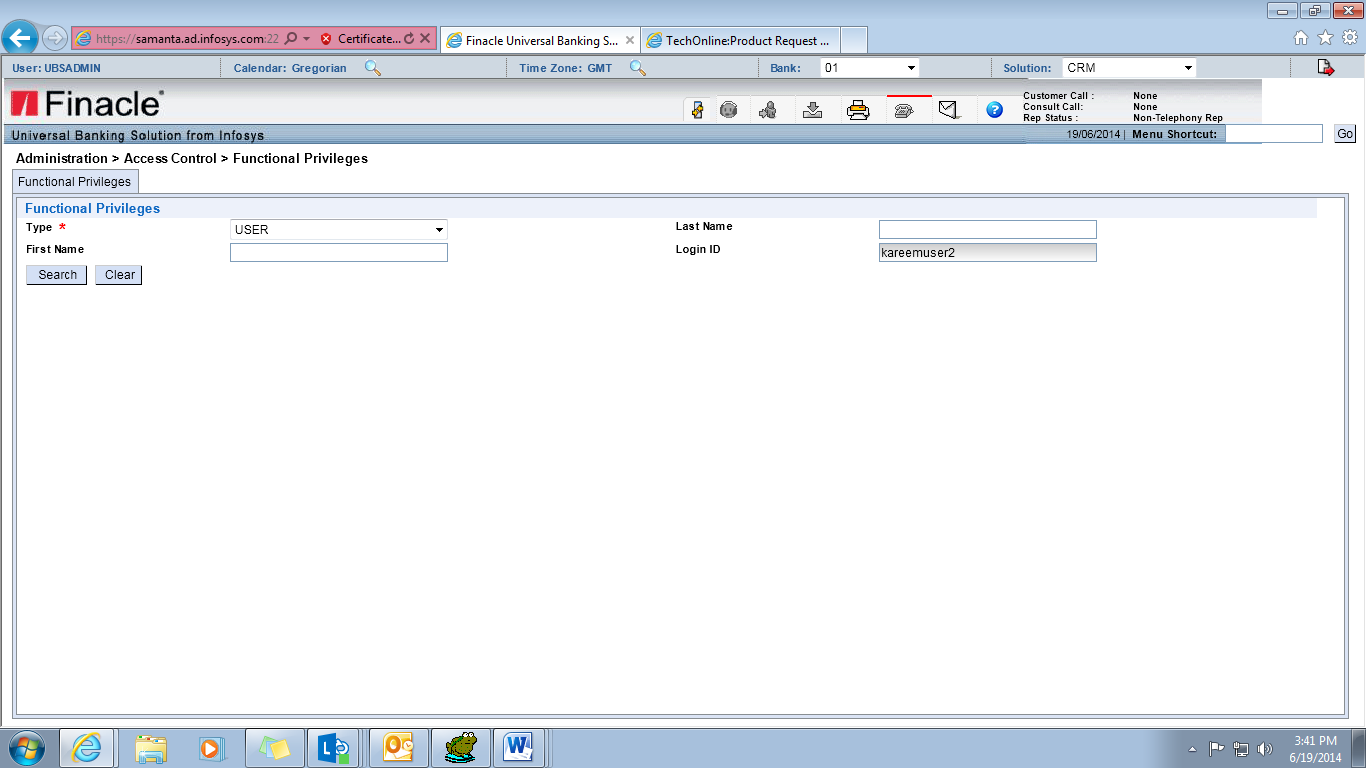 https://samanta.ad.infosys.com:22
Certificate...
Finacle Universal Banking S...
TechOnline:Product Request ...
User: UBSADMIN
Calendar: Gregorian
Time Zone: GMT
Bank: 01
Solution: CRM
Finacle
Customer Call : None
Consult Call: None
Rep Status : Non-Telephony Rep
Universal Banking Solution from Infosys
19/06/2014 | Menu Shortcut: Go
Administration > Access Control > Functional Privileges
Functional Privileges
Functional Privileges
Type * USER
Last Name
First Name
Login ID kareemuser2
Search Clear
3:41 PM
6/19/2014